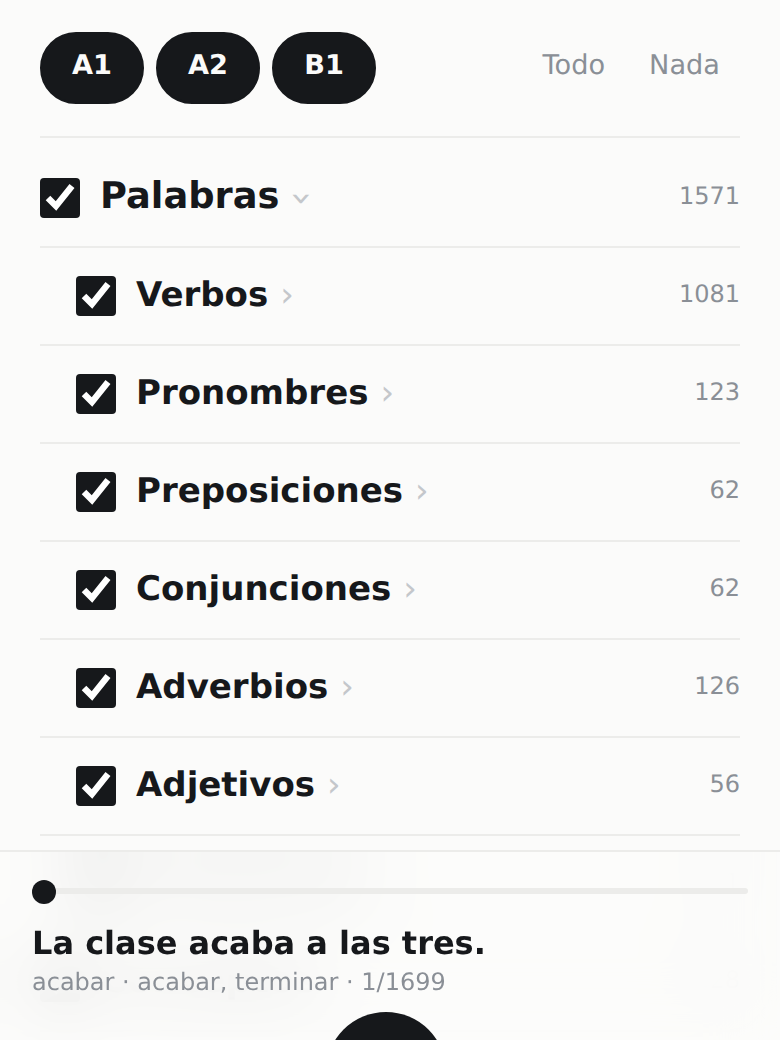 A1 A2 B1 Todo Nada
Palabras 1571
Verbos 1081
Pronombres 123
Preposiciones 62
Conjunciones 62
Adverbios 126
Adjetivos 56
La clase acaba a las tres.
acabar · acabar, terminar · 1/1699